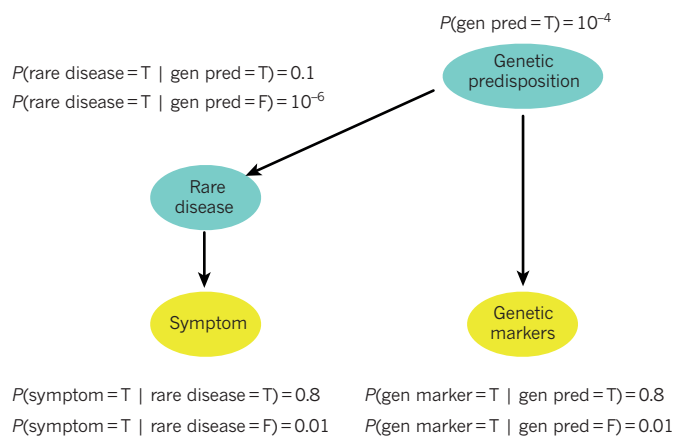 P(gen pred=T)=10⁻⁴
Genetic
predisposition
P(rare disease=T | gen pred=T)=0.1
P(rare disease=T | gen pred=F)=10⁻⁶
Rare
disease
Symptom
Genetic
markers
P(symptom=T | rare disease=T)=0.8
P(symptom=T | rare disease=F)=0.01
P(gen marker=T | gen pred=T)=0.8
P(gen marker=T | gen pred=F)=0.01